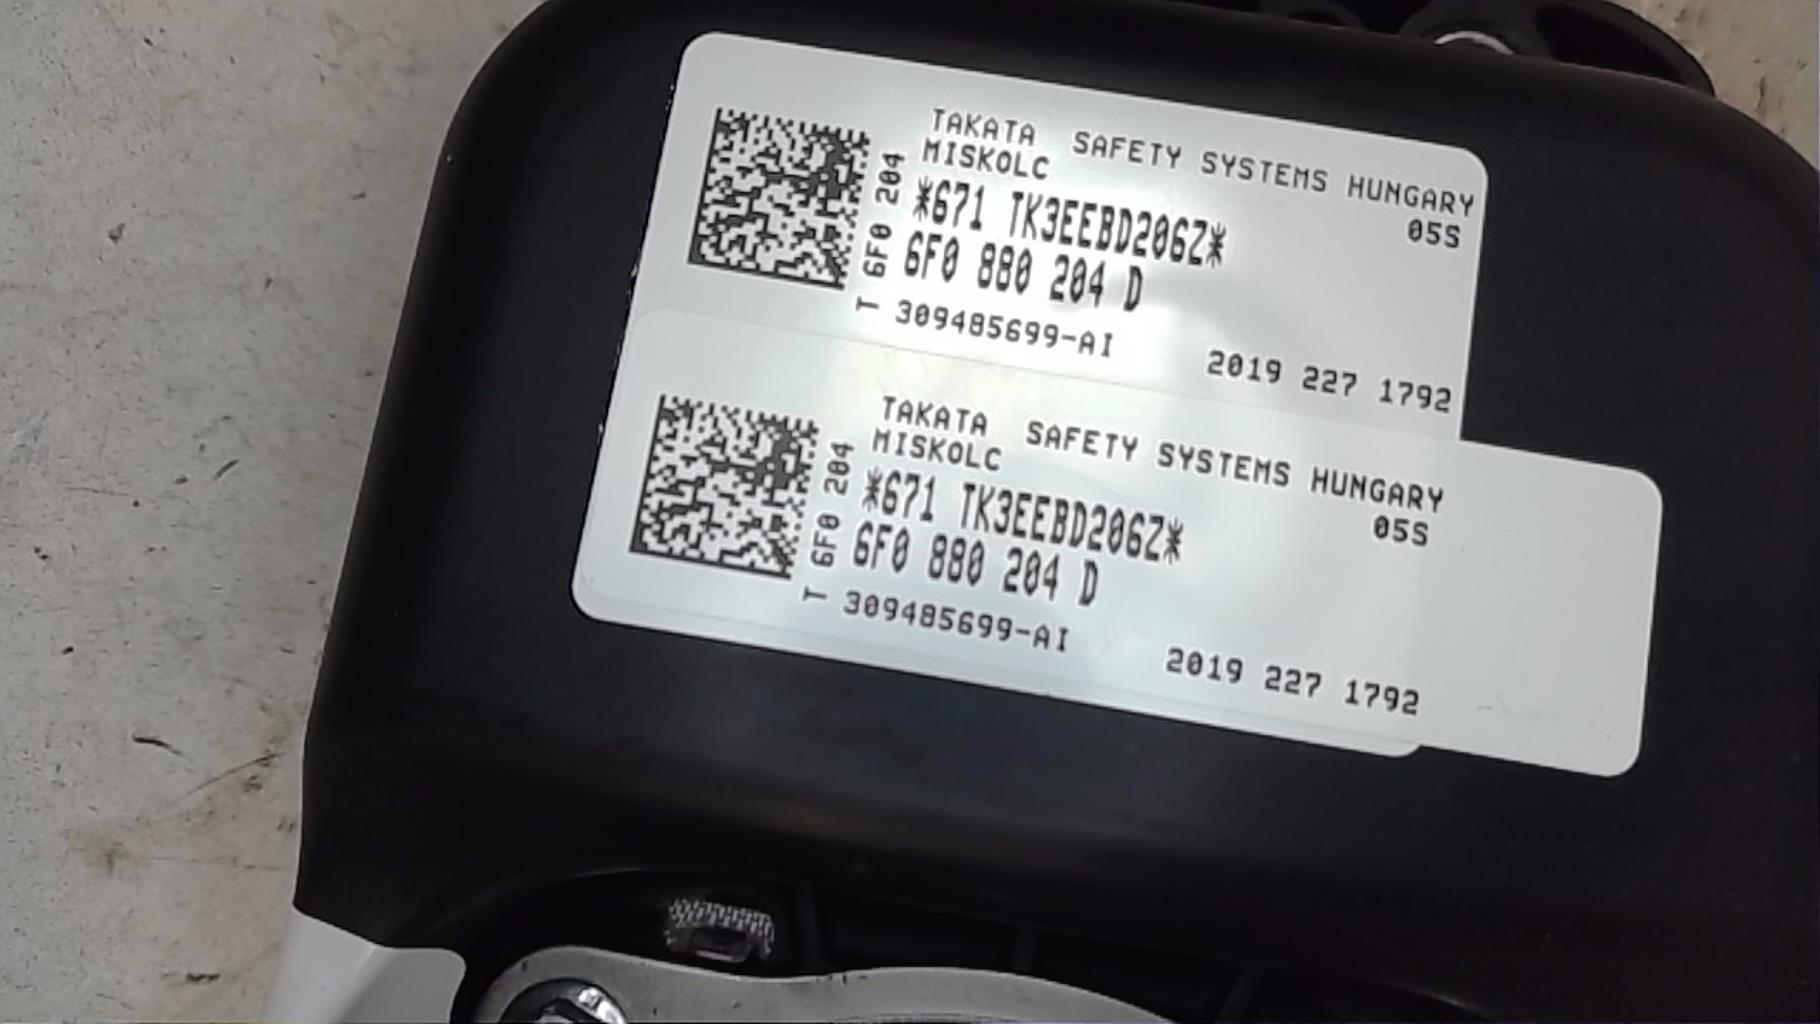 TAKATA SAFETY SYSTEMS HUNGARY
MISKOLC
05S
*671 TK3EEBD206Z*
6F0 880 204 D
6F0 204
T 309485699-AI
2019 227 1792
TAKATA SAFETY SYSTEMS HUNGARY
MISKOLC
05S
*671 TK3EEBD206Z*
6F0 880 204 D
6F0 204
T 309485699-AI
2019 227 1792